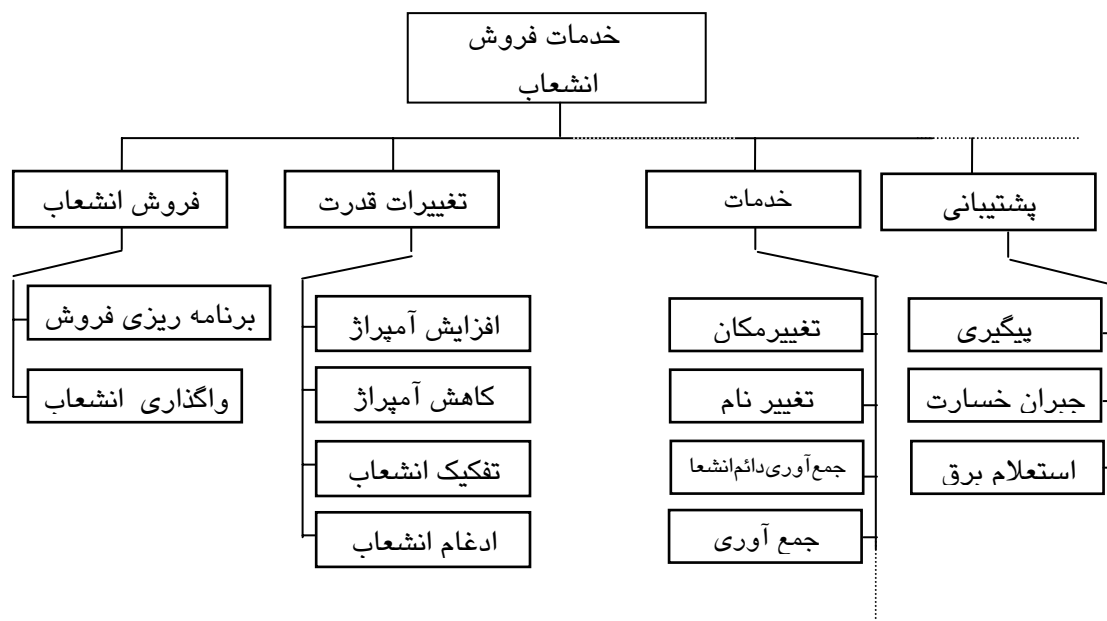 خدمات فروش
انشعاب
پشتیبانی
خدمات
تغییرات قدرت
فروش انشعاب
پیگیری
جبران خسارت
استعلام برق
تغییرمکان
تغییر نام
جمع‌آوری‌دائم‌انشعا
جمع آوری
افزایش آمپراژ
کاهش آمپراژ
تفکیک انشعاب
ادغام انشعاب
برنامه ریزی فروش
واگذاری انشعاب